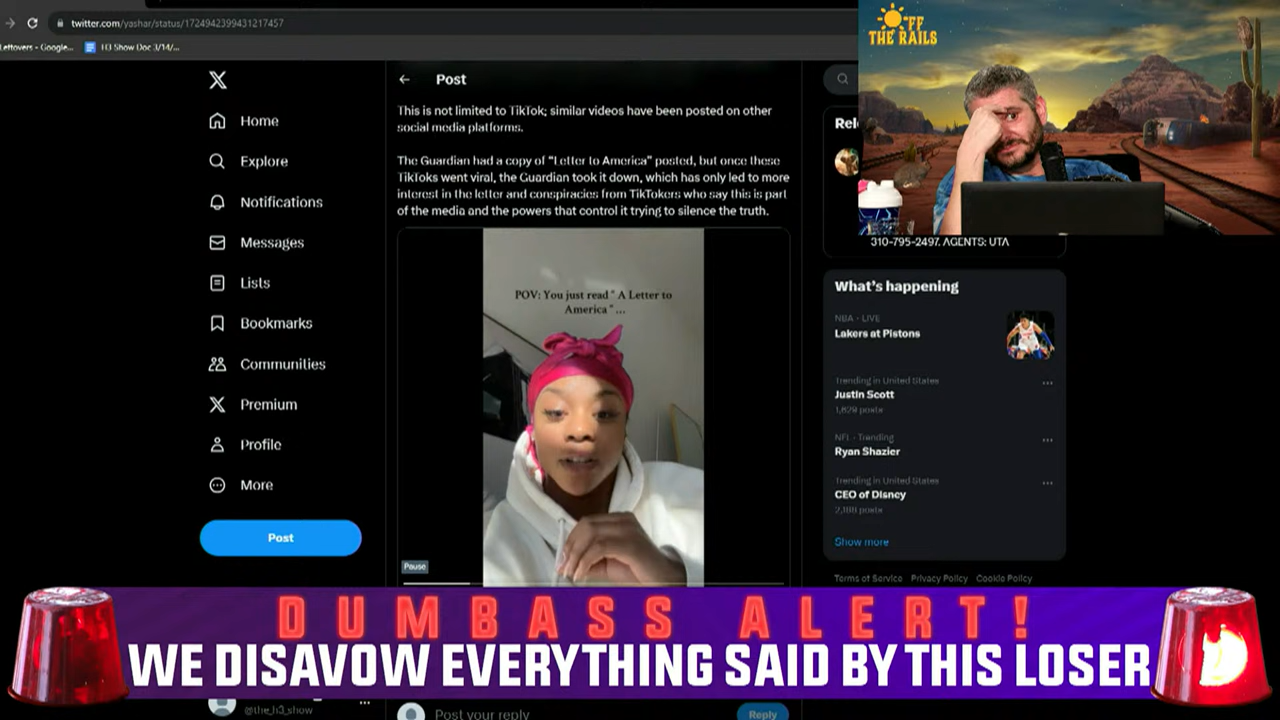 twitter.com/yashar/status/1724942399431217457
Leftovers - Google...
H3 Show Doc 3/14/...
OFF
THE RAILS
Post
This is not limited to TikTok; similar videos have been posted on other
social media platforms.
The Guardian had a copy of “Letter to America” posted, but once these
TikToks went viral, the Guardian took it down, which has only led to more
interest in the letter and conspiracies from TikTokers who say this is part
of the media and the powers that control it trying to silence the truth.
Home
Explore
Notifications
Messages
Lists
Bookmarks
Communities
Premium
Profile
More
Post
POV: You just read " A Letter to
America " ...
Pause
Rel
310-795-2497. AGENTS: UTA
What's happening
NBA - LIVE
Lakers at Pistons
Trending in United States
Justin Scott
1,629 posts
NFL - Trending
Ryan Shazier
Trending in United States
CEO of Disney
2,188 posts
Show more
Terms of Service Privacy Policy Cookie Policy
DUMBASS ALERT!
WE DISAVOW EVERYTHING SAID BY THIS LOSER
@the_h3_show
Post your reply
Reply